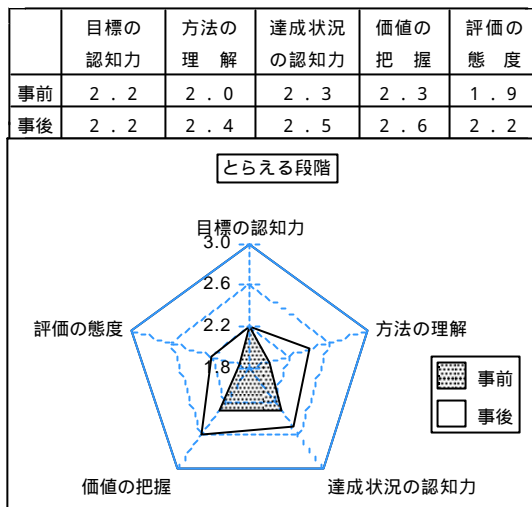 目標の認知力 方法の理解 達成状況の認知力 価値の把握 評価の態度
事前 2.2 2.0 2.3 2.3 1.9
事後 2.2 2.4 2.5 2.6 2.2
とらえる段階
目標の認知力
3.0
2.6
2.2
1.8
評価の態度
方法の理解
事前
事後
価値の把握
達成状況の認知力